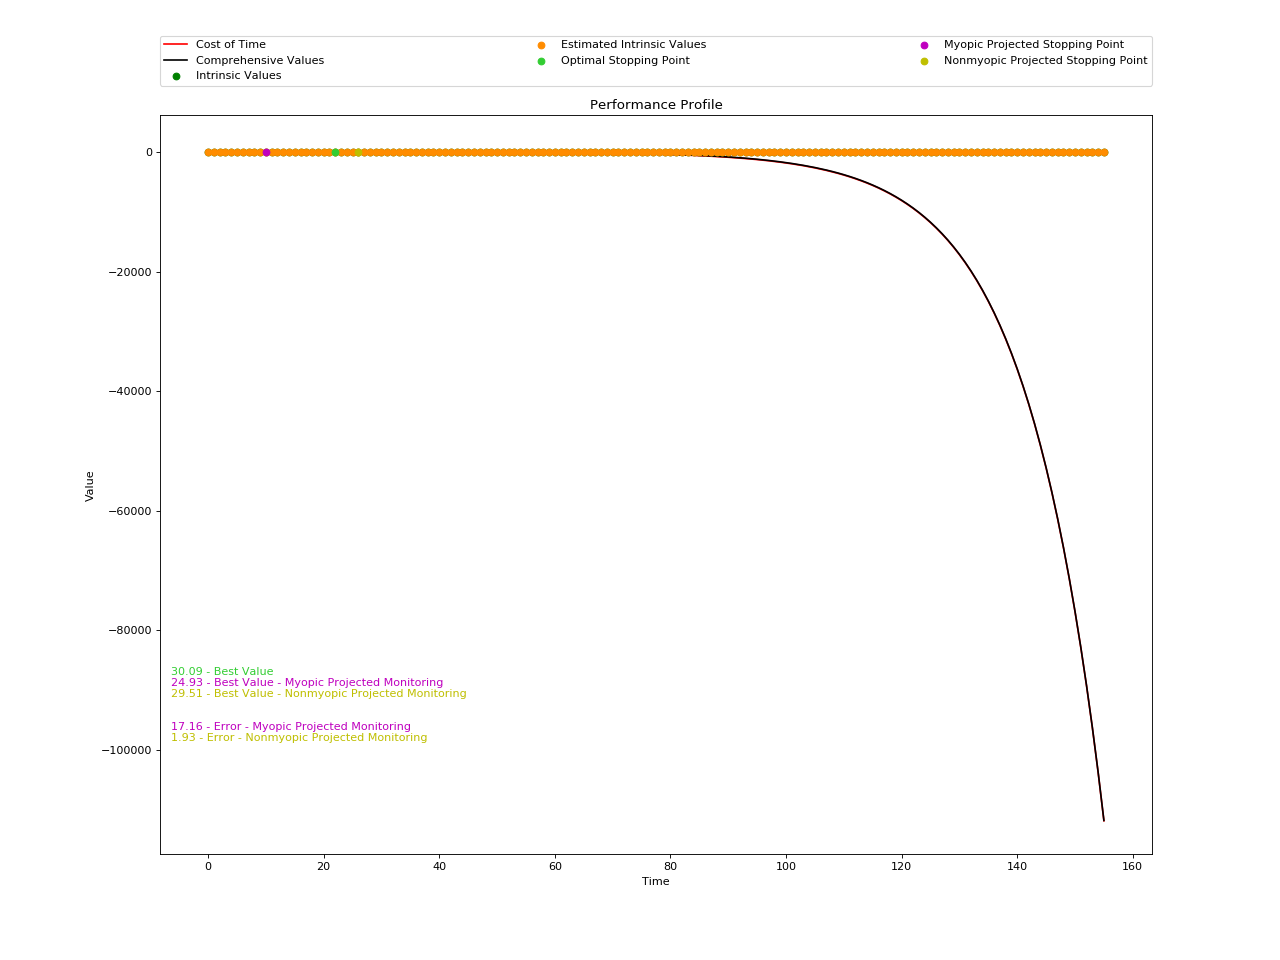 Cost of Time
Comprehensive Values
Intrinsic Values
Estimated Intrinsic Values
Optimal Stopping Point
Myopic Projected Stopping Point
Nonmyopic Projected Stopping Point
Performance Profile
0
−20000
−40000
−60000
−80000
−100000
Value
30.09 - Best Value
24.93 - Best Value - Myopic Projected Monitoring
29.51 - Best Value - Nonmyopic Projected Monitoring
17.16 - Error - Myopic Projected Monitoring
1.93 - Error - Nonmyopic Projected Monitoring
0 20 40 60 80 100 120 140 160
Time